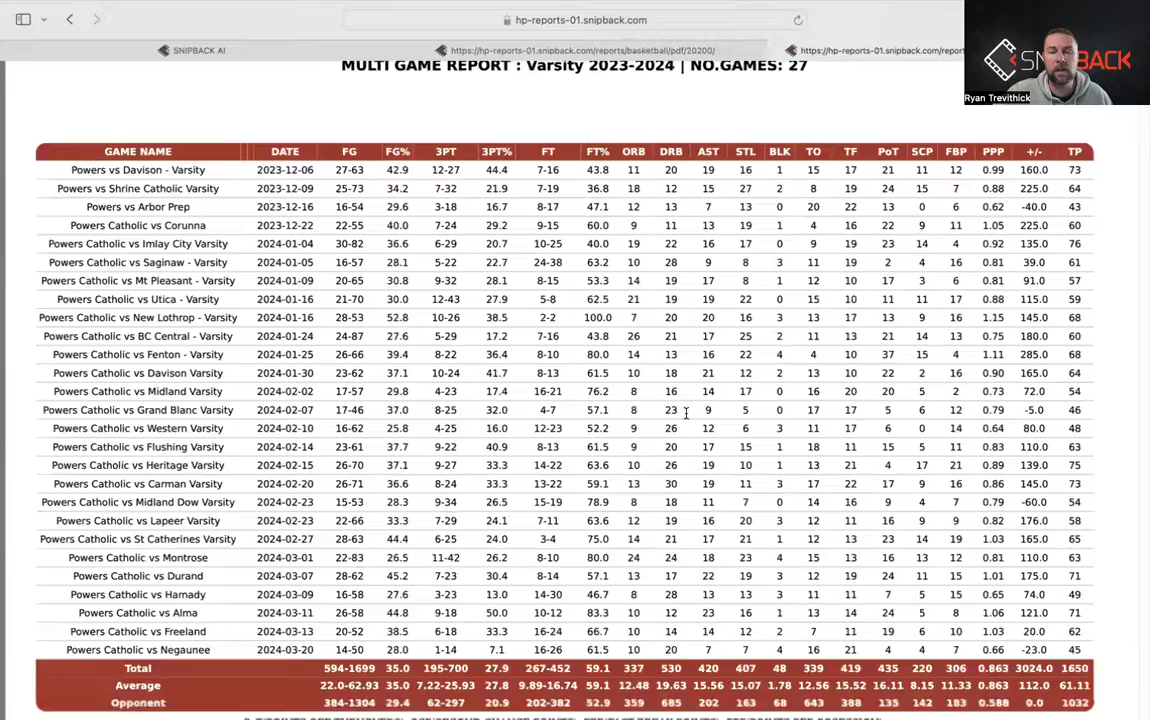 hp-reports-01.snipback.com
SNIPBACK AI https://hp-reports-01.snipback.com/reports/basketball/pdf/20200/ https://hp-reports-01.snipback.com/report
Ryan Trevithick
MULTI GAME REPORT : Varsity 2023-2024 | NO.GAMES: 27
GAME NAME DATE FG FG% 3PT 3PT% FT FT% ORB DRB AST STL BLK TO TF PoT SCP FBP PPP +/- TP
Powers vs Davison - Varsity 2023-12-06 27-63 42.9 12-27 44.4 7-16 43.8 11 20 19 16 1 15 17 21 11 12 0.99 160.0 73
Powers vs Shrine Catholic Varsity 2023-12-09 25-73 34.2 7-32 21.9 7-19 36.8 18 12 15 27 2 8 19 24 15 7 0.88 225.0 64
Powers vs Arbor Prep 2023-12-16 16-54 29.6 3-18 16.7 8-17 47.1 12 13 7 13 0 20 22 13 0 6 0.62 -40.0 43
Powers Catholic vs Corunna 2023-12-22 22-55 40.0 7-24 29.2 9-15 60.0 9 11 13 19 1 4 16 22 9 11 1.05 225.0 60
Powers Catholic vs Imlay City Varsity 2024-01-04 30-82 36.6 6-29 20.7 10-25 40.0 19 22 16 17 0 9 19 23 14 4 0.92 135.0 76
Powers Catholic vs Saginaw - Varsity 2024-01-05 16-57 28.1 5-22 22.7 24-38 63.2 10 28 9 8 3 11 19 2 4 16 0.81 39.0 61
Powers Catholic vs Mt Pleasant - Varsity 2024-01-09 20-65 30.8 9-32 28.1 8-15 53.3 14 19 17 8 1 12 10 17 3 6 0.81 91.0 57
Powers Catholic vs Utica - Varsity 2024-01-16 21-70 30.0 12-43 27.9 5-8 62.5 21 19 19 22 0 15 10 11 11 17 0.88 115.0 59
Powers Catholic vs New Lothrop - Varsity 2024-01-16 28-53 52.8 10-26 38.5 2-2 100.0 7 20 20 16 3 13 17 13 9 16 1.15 145.0 68
Powers Catholic vs BC Central - Varsity 2024-01-24 24-87 27.6 5-29 17.2 7-16 43.8 26 21 17 25 2 11 13 21 14 13 0.75 180.0 60
Powers Catholic vs Fenton - Varsity 2024-01-25 26-66 39.4 8-22 36.4 8-10 80.0 14 13 16 22 4 4 10 37 15 4 1.11 285.0 68
Powers Catholic vs Davison Varsity 2024-01-30 23-62 37.1 10-24 41.7 8-13 61.5 10 18 21 12 2 13 10 22 2 16 0.90 165.0 64
Powers Catholic vs Midland Varsity 2024-02-02 17-57 29.8 4-23 17.4 16-21 76.2 8 16 14 17 0 16 20 20 5 2 0.73 72.0 54
Powers Catholic vs Grand Blanc Varsity 2024-02-07 17-46 37.0 8-25 32.0 4-7 57.1 8 23 9 5 0 17 17 5 6 12 0.79 -5.0 46
Powers Catholic vs Western Varsity 2024-02-10 16-62 25.8 4-25 16.0 12-23 52.2 9 26 12 6 3 11 17 6 0 14 0.64 80.0 48
Powers Catholic vs Flushing Varsity 2024-02-14 23-61 37.7 9-22 40.9 8-13 61.5 9 20 17 15 1 18 11 15 5 11 0.83 110.0 63
Powers Catholic vs Heritage Varsity 2024-02-15 26-70 37.1 9-27 33.3 14-22 63.6 10 26 19 10 1 13 21 4 17 21 0.89 145.0 75
Powers Catholic vs Carman Varsity 2024-02-20 26-71 36.6 8-24 33.3 13-22 59.1 13 30 19 11 3 17 22 17 9 16 0.86 145.0 73
Powers Catholic vs Midland Dow Varsity 2024-02-23 15-53 28.3 9-34 26.5 15-19 78.9 8 18 11 7 0 14 16 9 4 7 0.79 -60.0 54
Powers Catholic vs Lapeer Varsity 2024-02-23 22-66 33.3 7-29 24.1 7-11 63.6 12 19 16 20 3 12 11 16 9 9 0.82 176.0 58
Powers Catholic vs St Catherines Varsity 2024-02-27 28-63 44.4 6-25 24.0 3-4 75.0 14 21 17 21 1 12 13 23 14 19 1.03 165.0 65
Powers Catholic vs Montrose 2024-03-01 22-83 26.5 11-42 26.2 8-10 80.0 24 24 18 23 4 15 13 16 13 12 0.81 110.0 63
Powers Catholic vs Durand 2024-03-07 28-62 45.2 7-23 30.4 8-14 57.1 13 17 22 19 3 12 19 24 11 15 1.01 175.0 71
Powers Catholic vs Hamady 2024-03-09 16-58 27.6 3-23 13.0 14-30 46.7 8 28 13 13 3 11 11 7 5 15 0.65 74.0 49
Powers Catholic vs Alma 2024-03-11 26-58 44.8 9-18 50.0 10-12 83.3 10 12 23 16 1 13 14 24 5 8 1.06 121.0 71
Powers Catholic vs Freeland 2024-03-13 20-52 38.5 6-18 33.3 16-24 66.7 10 14 14 12 2 7 11 19 6 10 1.03 20.0 62
Powers Catholic vs Negaunee 2024-03-21 14-50 28.0 1-14 7.1 16-26 61.5 10 20 7 7 4 16 21 4 4 7 0.66 -23.0 45
Total 594-1699 35.0 195-700 27.9 267-452 59.1 337 530 420 407 48 339 419 435 220 306 0.863 3024.0 1650
Average 22.0-62.93 35.0 7.22-25.93 27.8 9.89-16.74 59.1 12.48 19.63 15.56 15.07 1.78 12.56 15.52 16.11 8.15 11.33 0.863 112.0 61.11
Opponent 384-1304 29.4 62-297 20.9 202-382 52.9 359 685 202 163 68 643 388 135 142 183 0.588 0.0 1032